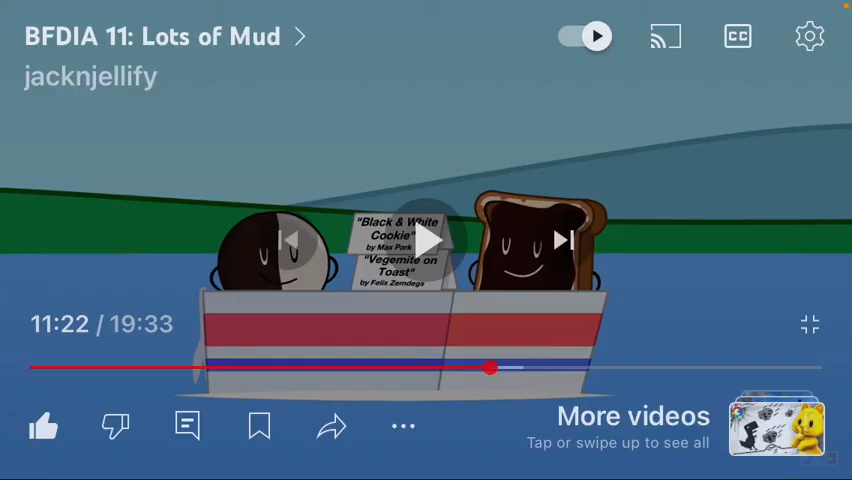 BFDIA 11: Lots of Mud
jacknjellify
CC
"Black & White
Cookie"
by Max Park
"Vegemite on
Toast"
by Felix Zemdegs
11:22 / 19:33
More videos
Tap or swipe up to see all